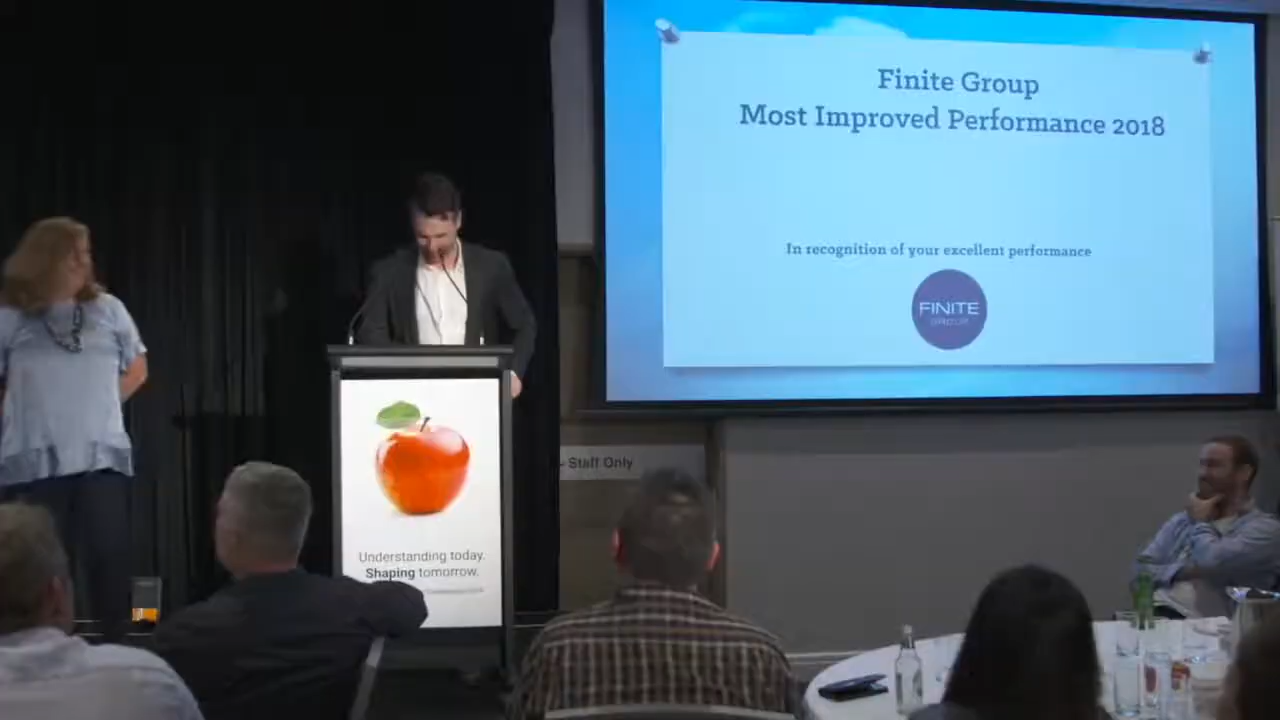 Finite Group
Most Improved Performance 2018
In recognition of your excellent performance
FINITE
GROUP
Staff Only
Understanding today.
Shaping tomorrow.